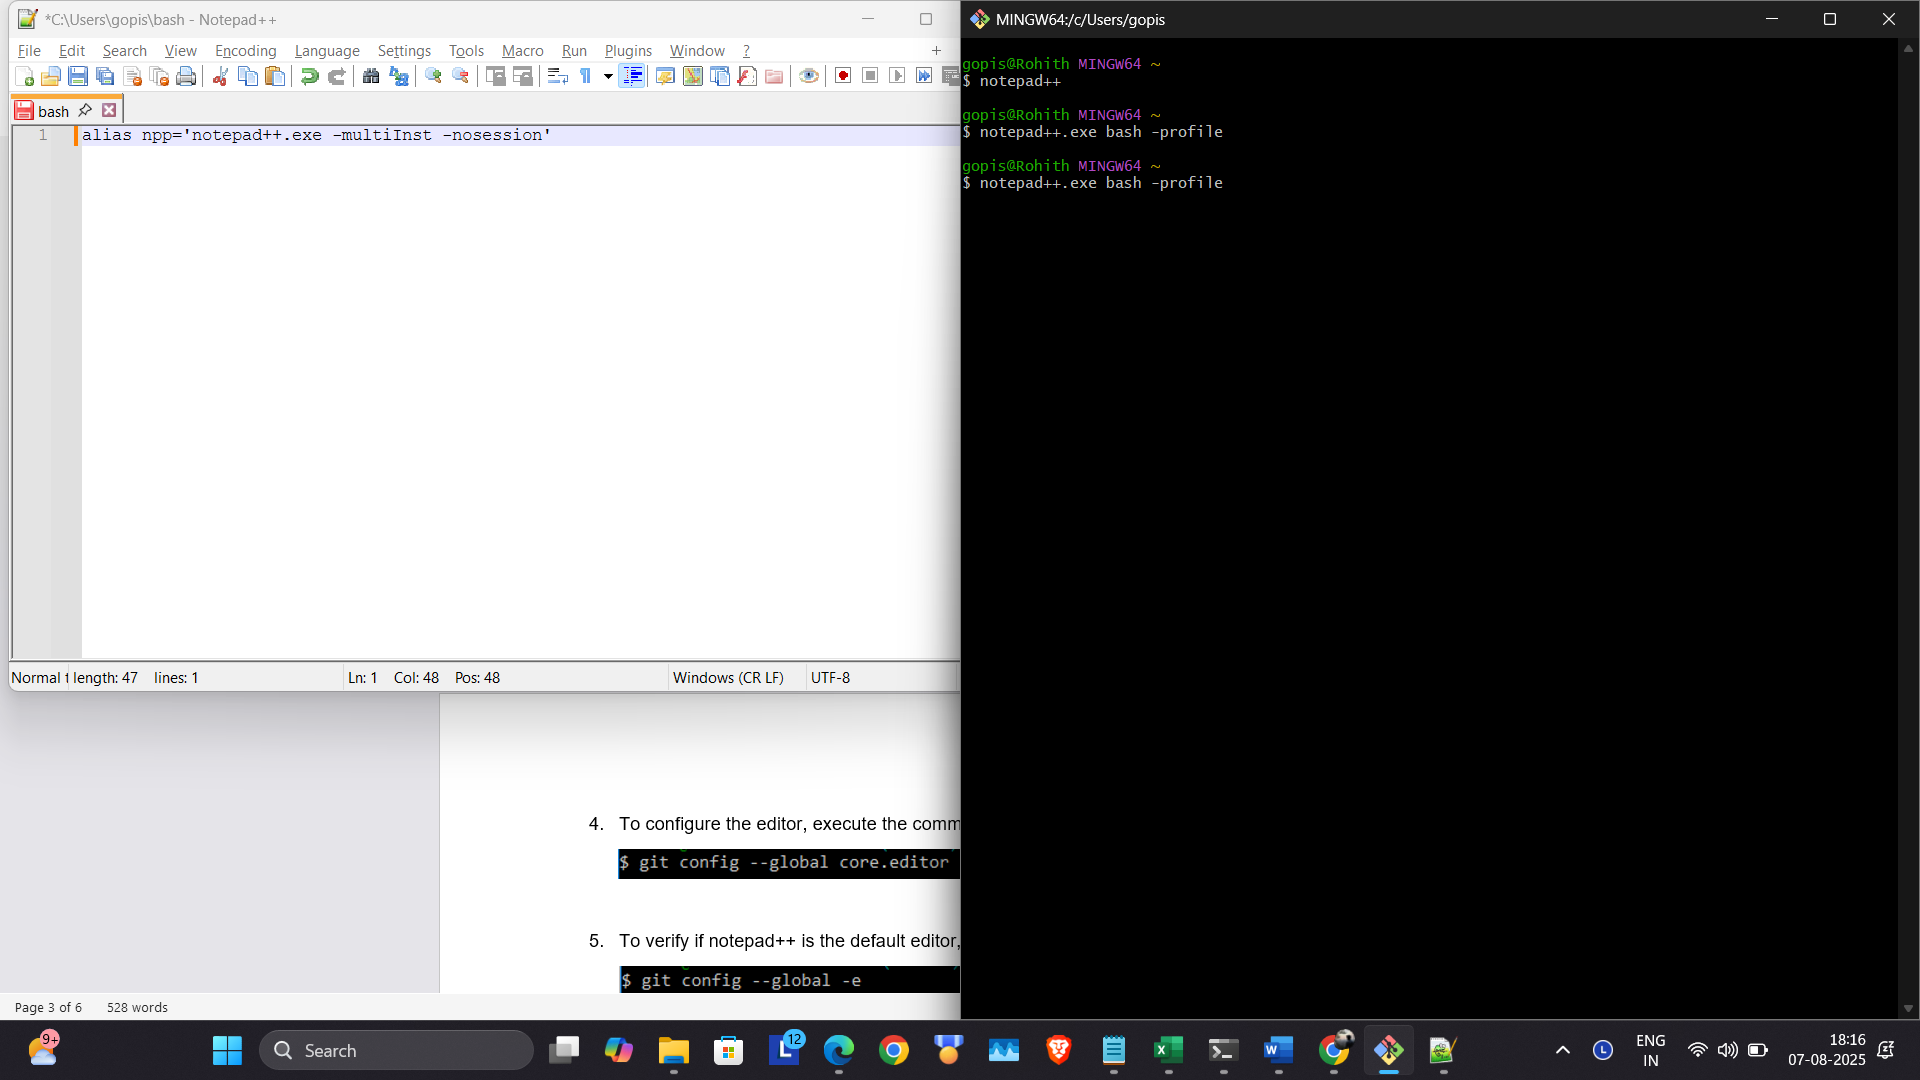 *C:\Users\gopis\bash - Notepad++
File Edit Search View Encoding Language Settings Tools Macro Run Plugins Window ? +
bash
1 alias npp='notepad++.exe -multiInst -nosession'
Normal t length: 47 lines: 1 Ln: 1 Col: 48 Pos: 48 Windows (CR LF) UTF-8
4. To configure the editor, execute the comm
$ git config --global core.editor
5. To verify if notepad++ is the default editor,
$ git config --global -e
Page 3 of 6 528 words
MINGW64:/c/Users/gopis
gopis@Rohith MINGW64 ~
$ notepad++
gopis@Rohith MINGW64 ~
$ notepad++.exe bash -profile
gopis@Rohith MINGW64 ~
$ notepad++.exe bash -profile
9+
Search
12
ENG
IN
18:16
07-08-2025